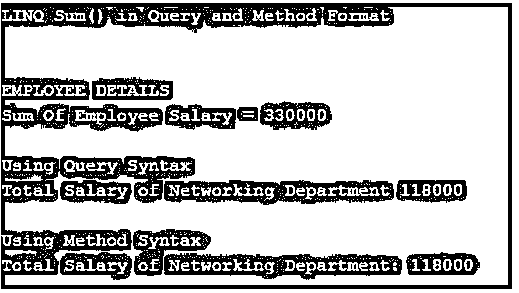 LINQ Sum() in Query and Method Format
EMPLOYEE DETAILS
Sum Of Employee Salary = 330000
Using Query Syntax
Total Salary of Networking Department 118000
Using Method Syntax
Total Salary of Networking Department: 118000